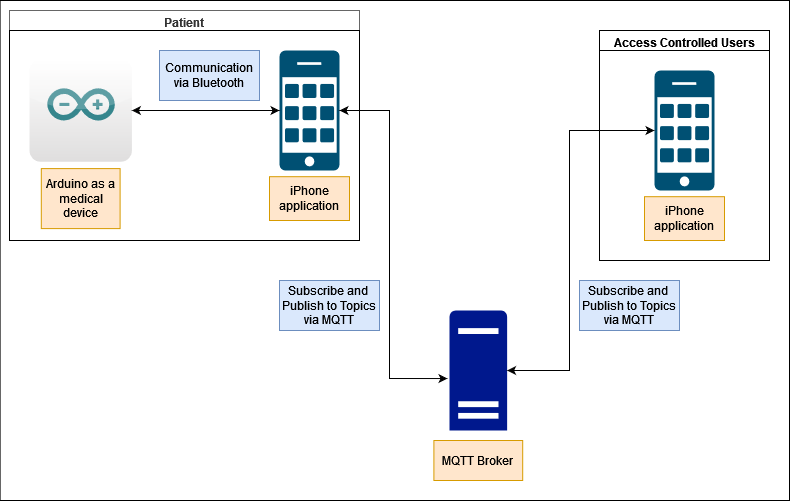 Patient
Access Controlled Users
Communication
via Bluetooth
Arduino as a
medical
device
iPhone
application
iPhone
application
Subscribe and
Publish to Topics
via MQTT
Subscribe and
Publish to Topics
via MQTT
MQTT Broker